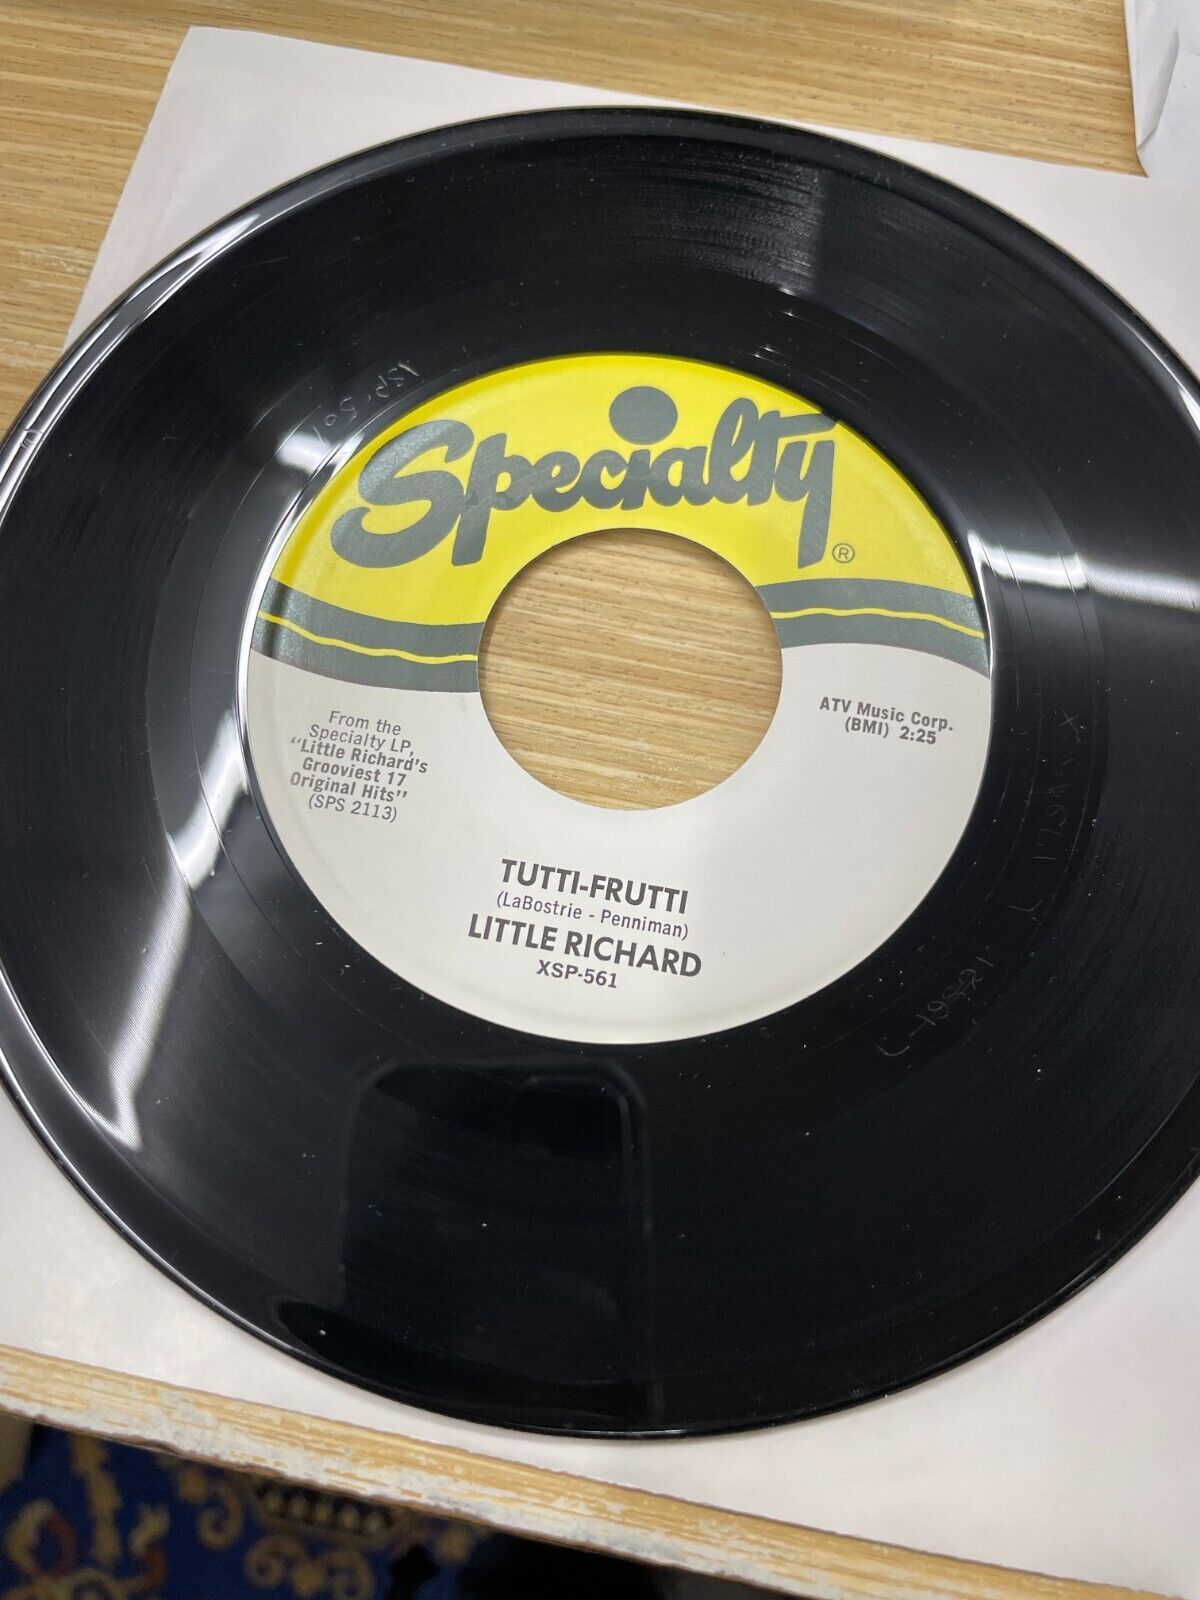 Specialty
®
From the
Specialty LP,
"Little Richard's
Grooviest 17
Original Hits"
(SPS 2113)
ATV Music Corp.
(BMI) 2:25
TUTTI-FRUTTI
(LaBostrie - Penniman)
LITTLE RICHARD
XSP-561